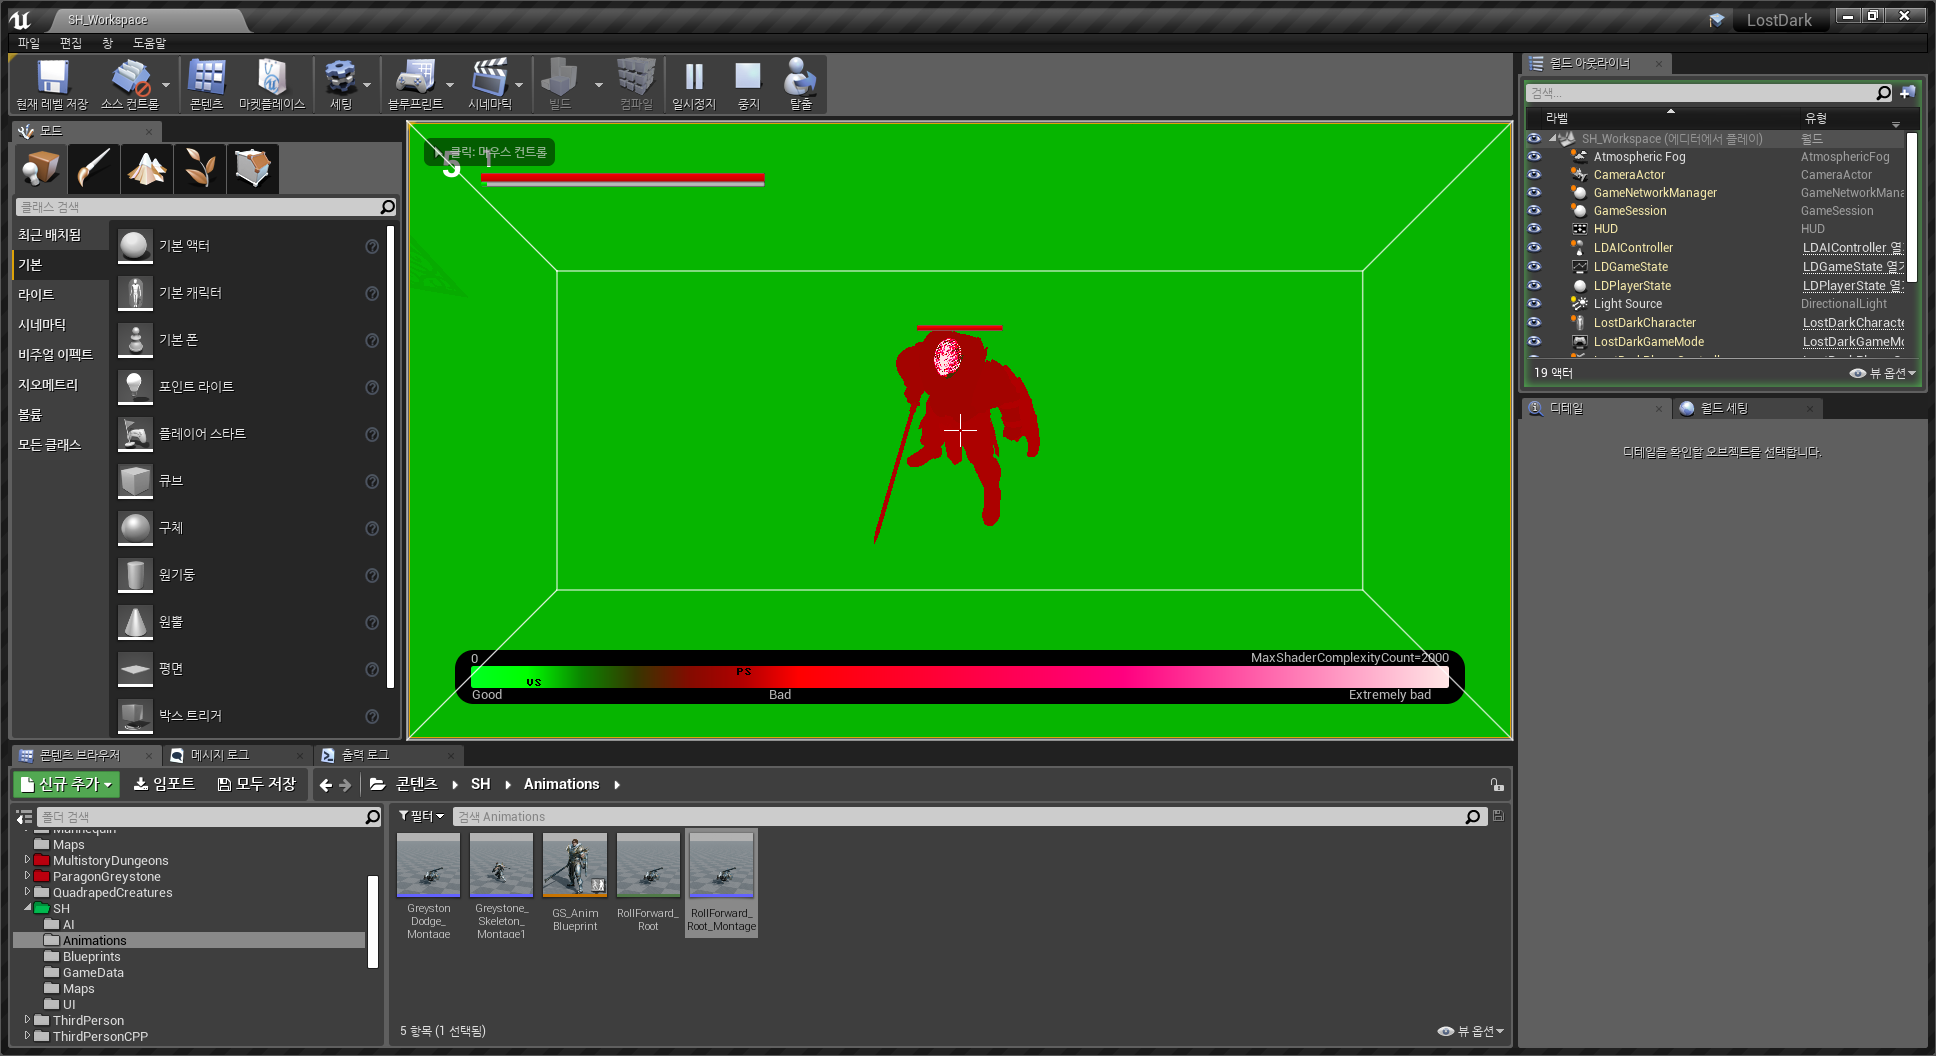 SH_Workspace
LostDark
파일 편집 창 도움말
현재 레벨 저장 소스 컨트롤 콘텐츠 마켓플레이스 세팅 블루프린트 시네마틱 빌드 컴파일 일시정지 중지 탈출
모드
클래스 검색
최근 배치됨
기본
라이트
시네마틱
비주얼 이펙트
지오메트리
볼륨
모든 클래스
기본 액터
기본 캐릭터
기본 폰
포인트 라이트
플레이어 스타트
큐브
구체
원기둥
원뿔
평면
박스 트리거
클릭: 마우스 컨트롤
5 1
0 MaxShaderComplexityCount=2000
PS
VS
Good Bad Extremely bad
월드 아웃라이너
검색...
라벨 유형
SH_Workspace (에디터에서 플레이) 월드
Atmospheric Fog AtmosphericFog
CameraActor CameraActor
GameNetworkManager GameNetworkMana
GameSession GameSession
HUD HUD
LDAIController LDAIController 열
LDGameState LDGameState 열기
LDPlayerState LDPlayerState 열
Light Source DirectionalLight
LostDarkCharacter LostDarkCharacte
LostDarkGameMode LostDarkGameMo
19 액터 뷰 옵션
디테일 월드 세팅
디테일을 확인할 오브젝트를 선택합니다.
콘텐츠 브라우저 메시지 로그 출력 로그
신규 추가 임포트 모두 저장 콘텐츠 SH Animations
폴더 검색
Mannequin
Maps
MultistoryDungeons
ParagonGreystone
QuadrapedCreatures
SH
AI
Animations
Blueprints
GameData
Maps
UI
ThirdPerson
ThirdPersonCPP
필터 검색 Animations
Greyston
Dodge_
Montage
Greystone_
Skeleton_
Montage1
GS_Anim
Blueprint
RollForward_
Root
RollForward_
Root_Montage
5 항목 (1 선택됨) 뷰 옵션